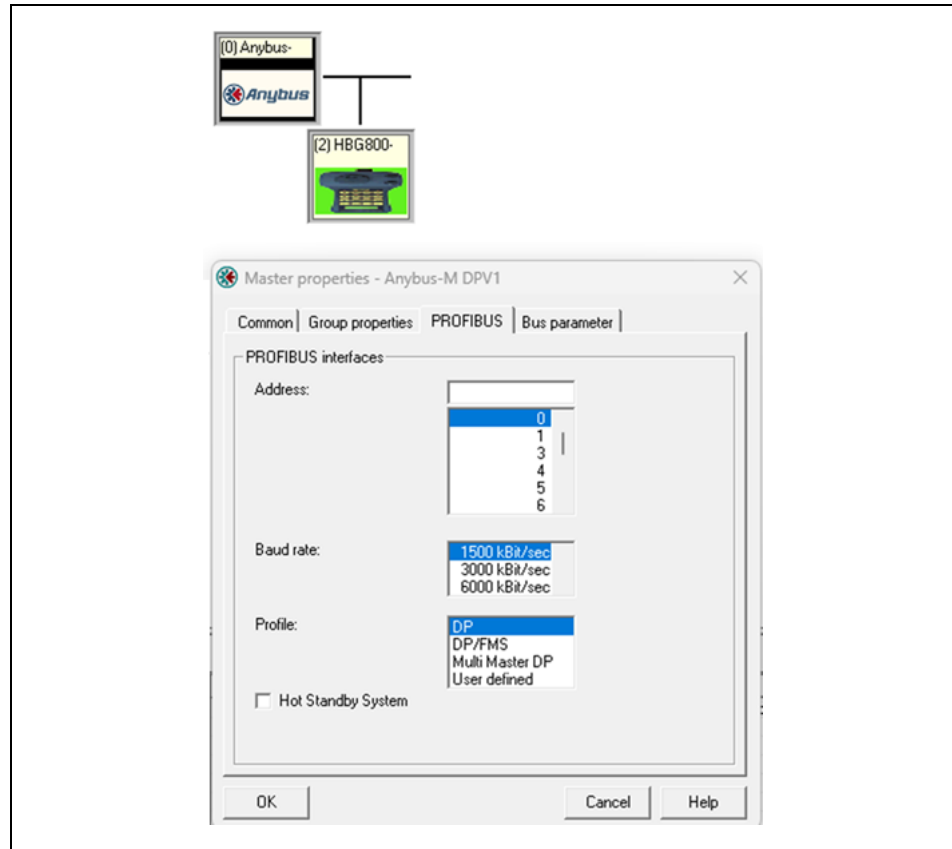 (0) Anybus-
Anybus
(2) HBG800-
Master properties - Anybus-M DPV1
Common
Group properties
PROFIBUS
Bus parameter
PROFIBUS interfaces
Address:
0
1
3
4
5
6
Baud rate:
1500 kBit/sec
3000 kBit/sec
6000 kBit/sec
Profile:
DP
DP/FMS
Multi Master DP
User defined
Hot Standby System
OK
Cancel
Help